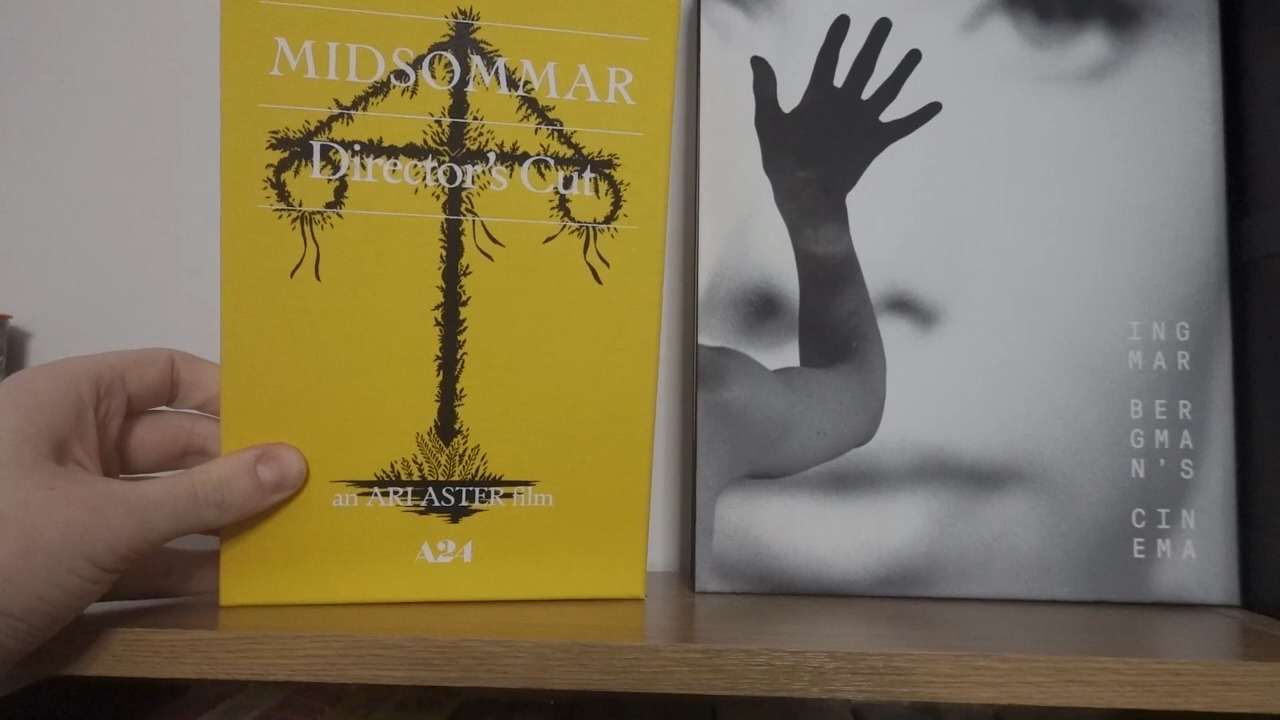 MIDSOMMAR
Director's Cut
an ARI ASTER film
A24
ING
MAR
BER
GMA
N'S
CIN
EMA